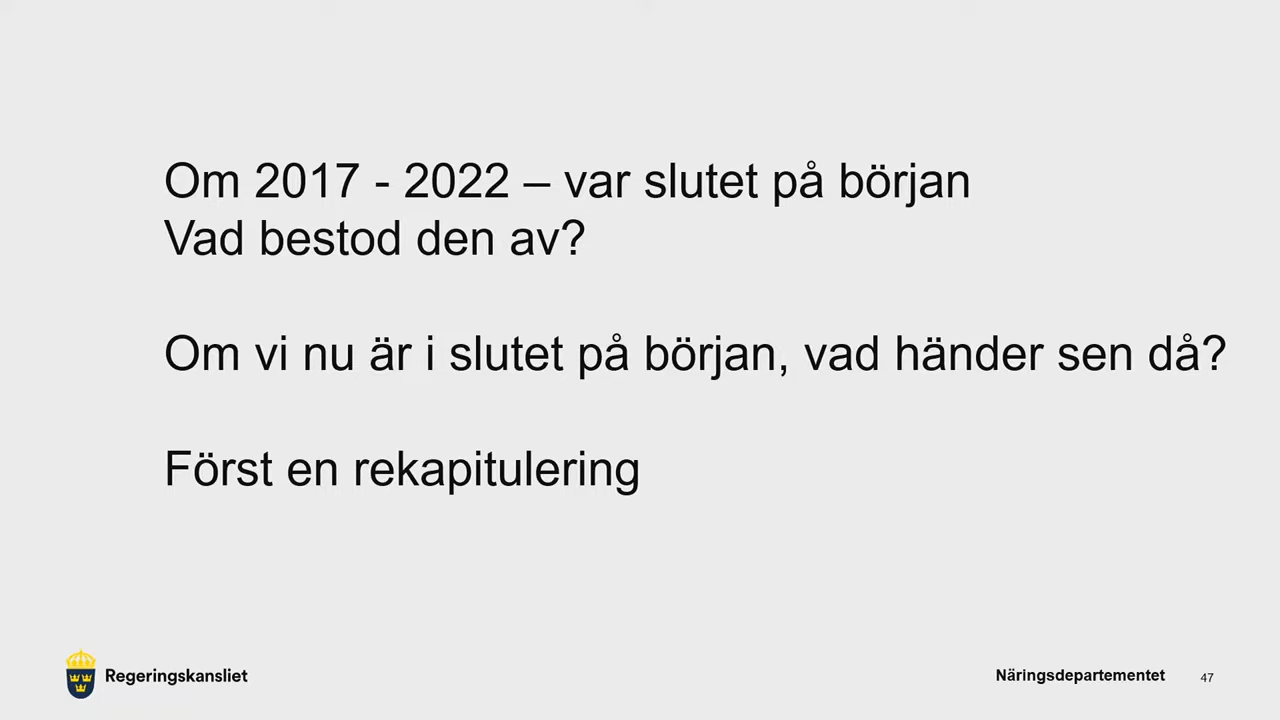 Om 2017 - 2022 – var slutet på början
Vad bestod den av?
Om vi nu är i slutet på början, vad händer sen då?
Först en rekapitulering
Regeringskansliet
Näringsdepartementet
47